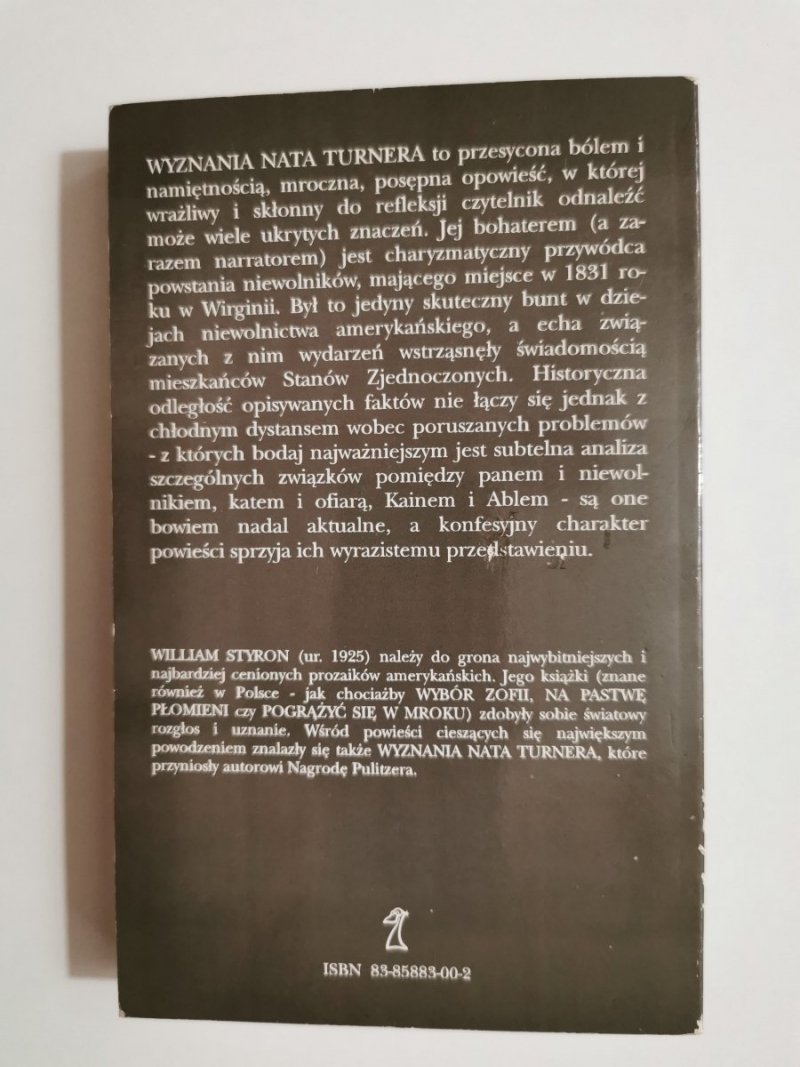 WYZNANIA NATA TURNERA to przesycona bólem i
namiętnością, mroczna, posępna opowieść, w której
wrażliwy i skłonny do refleksji czytelnik odnaleźć
może wiele ukrytych znaczeń. Jej bohaterem (a za-
razem narratorem) jest charyzmatyczny przywódca
powstania niewolników, mającego miejsce w 1831 ro-
ku w Wirginii. Był to jedyny skuteczny bunt w dzie-
jach niewolnictwa amerykańskiego, a echa zwią-
zanych z nim wydarzeń wstrząsnęły świadomością
mieszkańców Stanów Zjednoczonych. Historyczna
odległość opisywanych faktów nie łączy się jednak z
chłodnym dystansem wobec poruszanych problemów
- z których bodaj najważniejszym jest subtelna analiza
szczególnych związków pomiędzy panem i niewol-
nikiem, katem i ofiarą, Kainem i Ablem - są one
bowiem nadal aktualne, a konfesyjny charakter
powieści sprzyja ich wyrazistemu przedstawieniu.
WILLIAM STYRON (ur. 1925) należy do grona najwybitniejszych i
najbardziej cenionych prozaików amerykańskich. Jego książki (znane
również w Polsce - jak chociażby WYBÓR ZOFII, NA PASTWĘ
PŁOMIENI czy POGRĄŻYĆ SIĘ W MROKU) zdobyły sobie światowy
rozgłos i uznanie. Wśród powieści cieszących się największym
powodzeniem znalazły się także WYZNANIA NATA TURNERA, które
przyniosły autorowi Nagrodę Pulitzera.
ISBN 83-85883-00-2